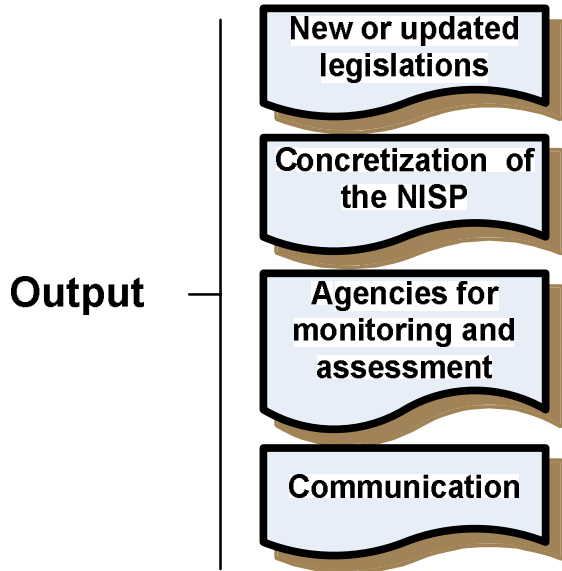 New or updated
legislations
Concretization of
the NISP
Output
Agencies for
monitoring and
assessment
Communication